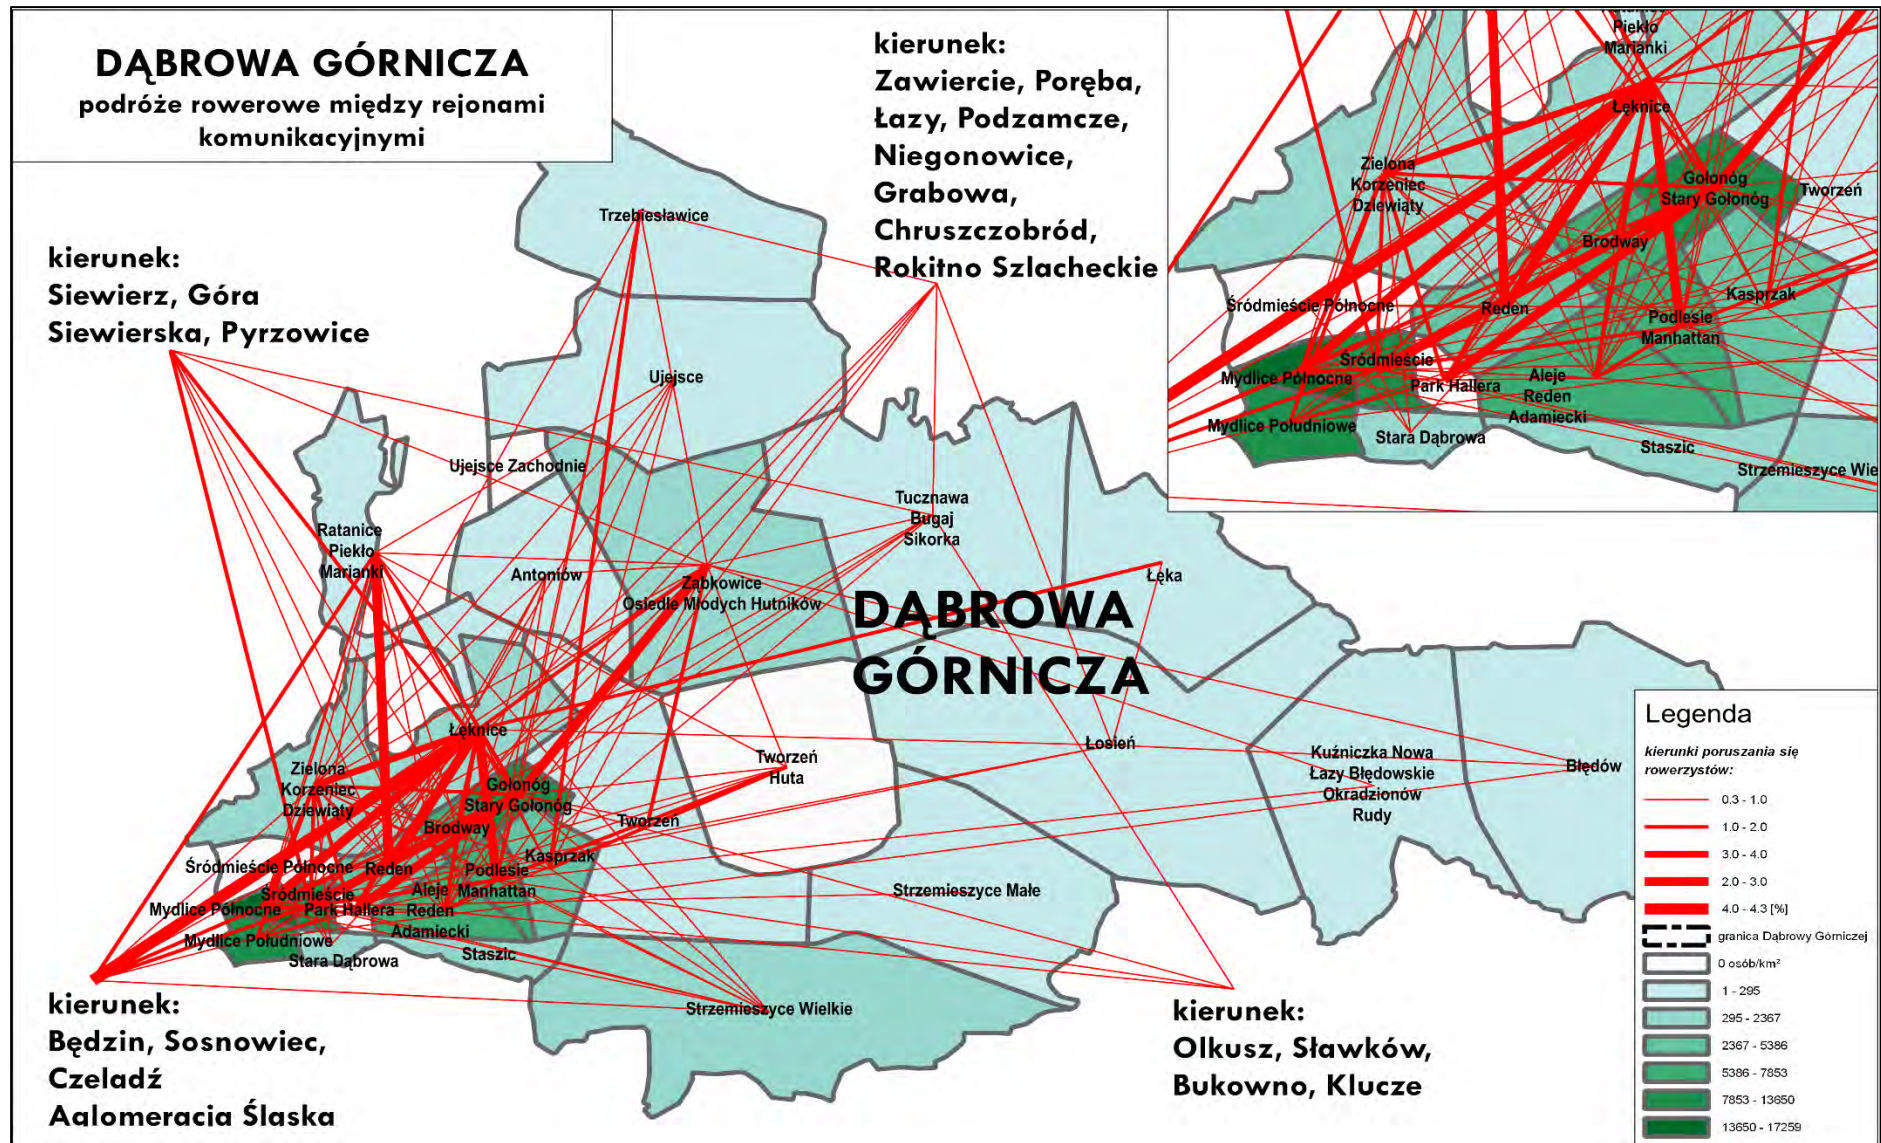 DĄBROWA GÓRNICZA
podróże rowerowe między rejonami
komunikacyjnymi
kierunek:
Zawiercie, Poręba,
Łazy, Podzamcze,
Niegonowice,
Grabowa,
Chruszczobród,
Rokitno Szlacheckie
kierunek:
Siewierz, Góra
Siewierska, Pyrzowice
Trzebiesławice
Ujejsce
Ujejsce Zachodnie
Tucznawa
Bugaj
Sikorka
Ratanice
Piekło
Marianki
Antoniów
Ząbkowice
Osiedle Młodych Hutników
Łęka
DĄBROWA
GÓRNICZA
Łęknice
Łosień
Tworzeń
Huta
Kuźniczka Nowa
Łazy Błędowskie
Okradzionów
Rudy
Błędów
Zielona
Korzeniec
Dziewiąty
Gołonóg
Stary Gołonóg
Brodway
Tworzeń
Kasprzak
Śródmieście Północne
Reden
Podlesie
Manhattan
Śródmieście
Aleje
Reden
Adamiecki
Mydlice Północne
Park Hallera
Mydlice Południowe
Stara Dąbrowa
Staszic
Strzemieszyce Małe
Strzemieszyce Wielkie
kierunek:
Będzin, Sosnowiec,
Czeladź
Aglomeracja Śląska
kierunek:
Olkusz, Sławków,
Bukowno, Klucze
Piekło
Marianki
Łęknice
Zielona
Korzeniec
Dziewiąty
Gołonóg
Stary Gołonóg
Tworzeń
Brodway
Kasprzak
Śródmieście Północne
Reden
Podlesie
Manhattan
Śródmieście
Mydlice Północne
Park Hallera
Aleje
Reden
Adamiecki
Mydlice Południowe
Stara Dąbrowa
Staszic
Strzemieszyce Wie
Legenda
kierunki poruszania się
rowerzystów:
0.3 - 1.0
1.0 - 2.0
3.0 - 4.0
2.0 - 3.0
4.0 - 4.3 [%]
granica Dąbrowy Górniczej
0 osób/km²
1 - 295
295 - 2367
2367 - 5386
5386 - 7853
7853 - 13650
13650 - 17259